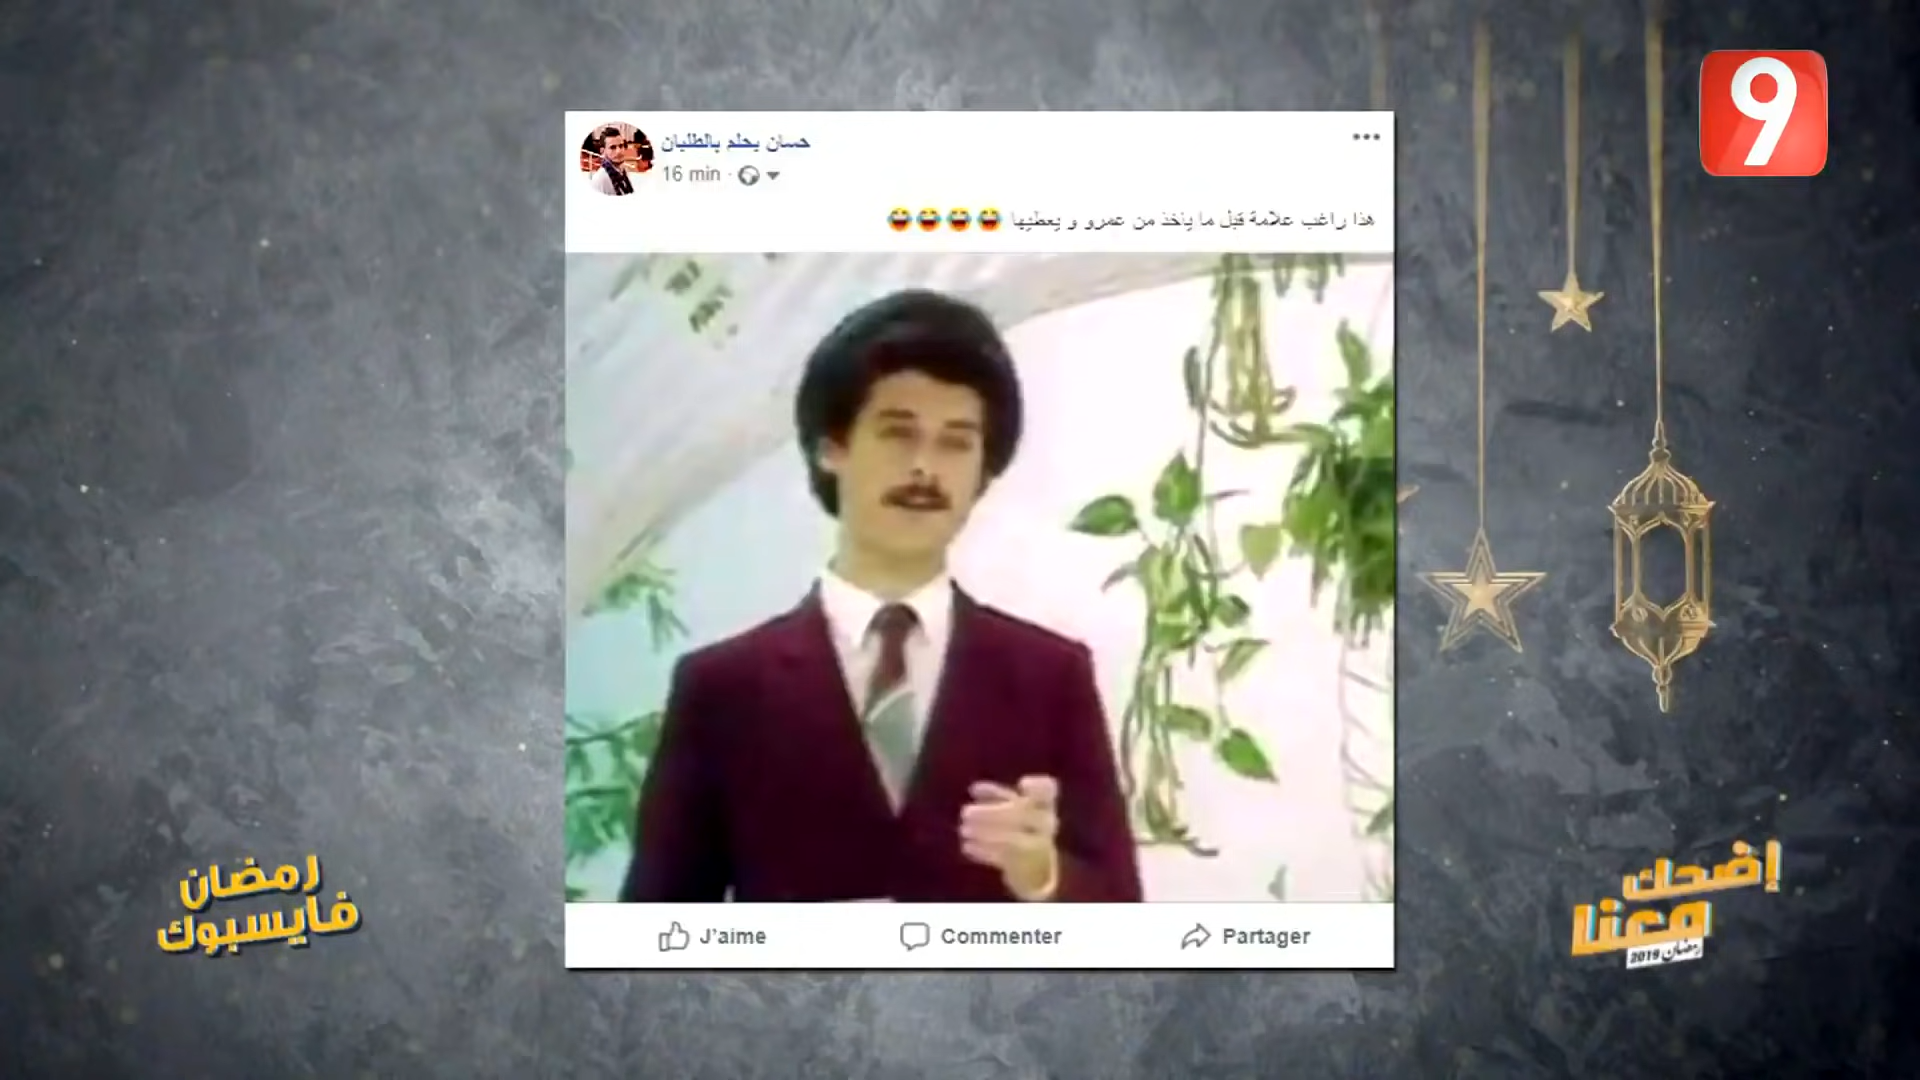 9
حسان يحلم بالطلبان
16 min ·
هذا راغب علامة قبل ما ياخذ من عمرو و يعطيها 😂😂😂😂
J'aime
Commenter
Partager
رمضان
فايسبوك
إضحك
معنا
رمضان 2019